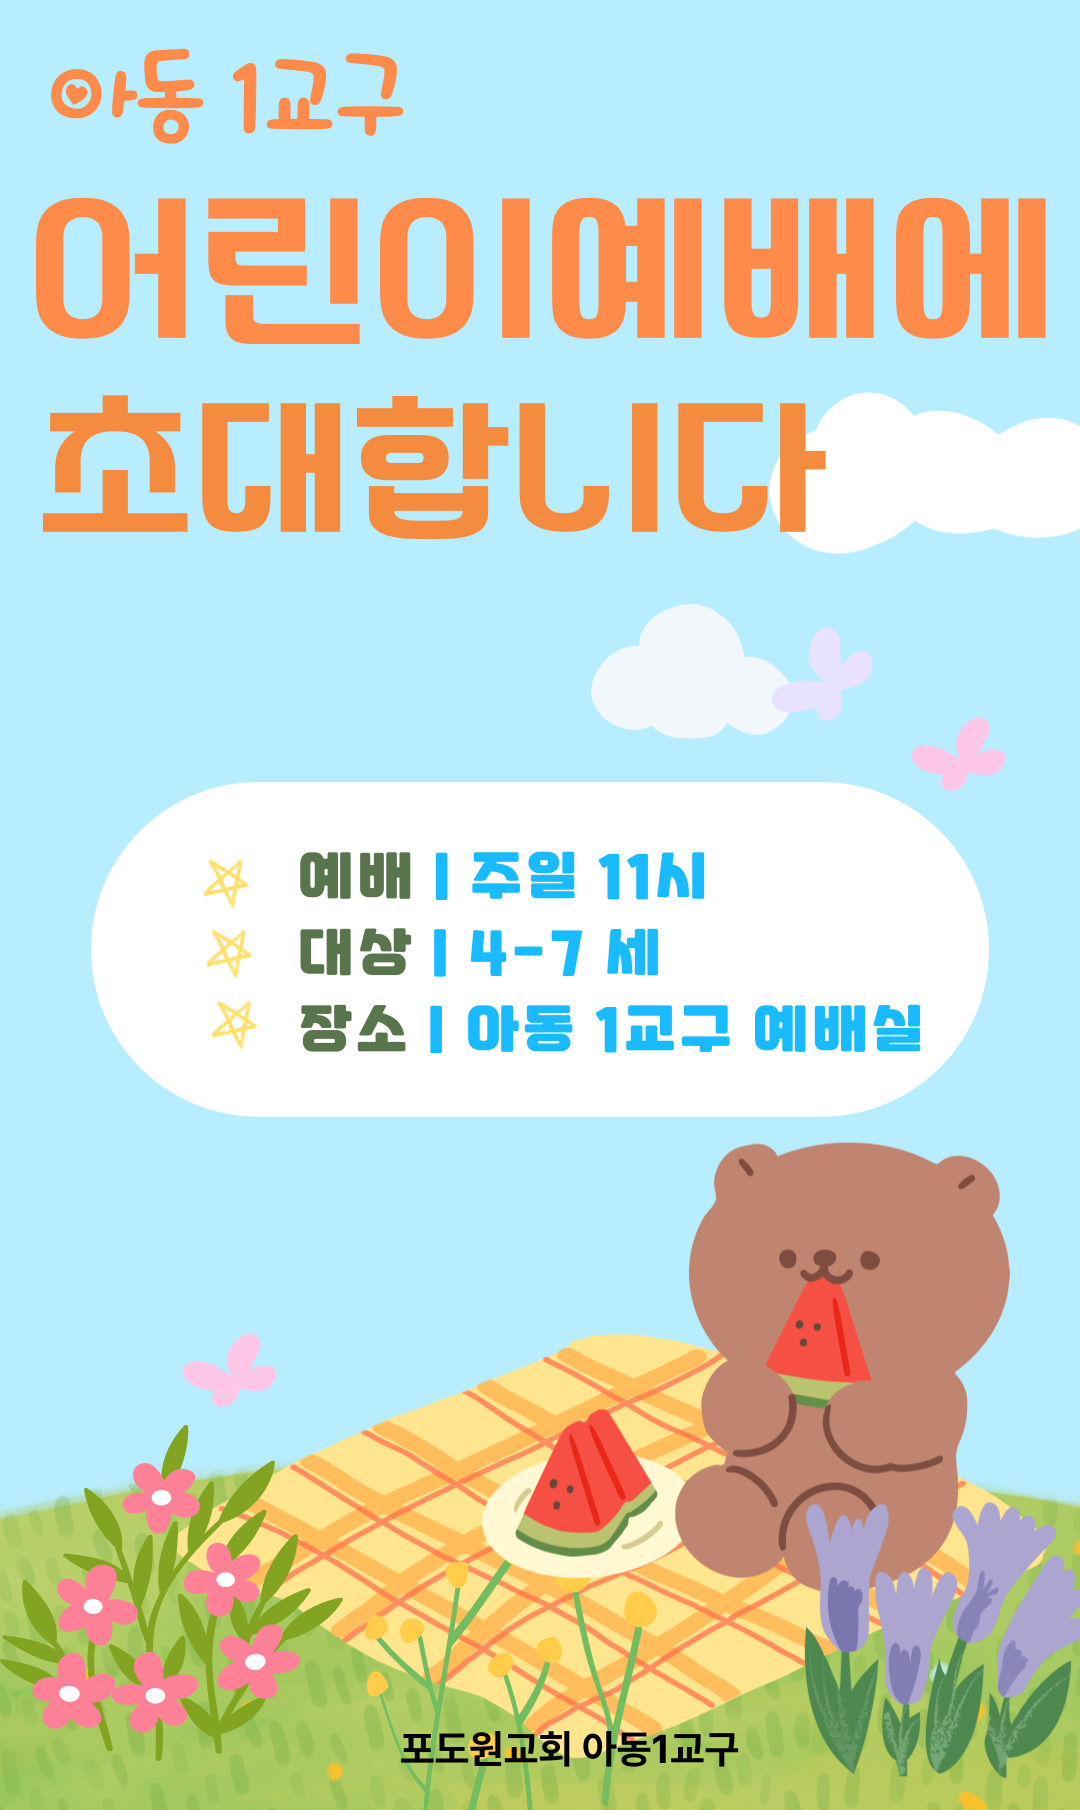 아동 1교구
어린이예배에
초대합니다
예배 | 주일 11시
대상 | 4-7 세
장소 | 아동 1교구 예배실
포도원교회 아동1교구